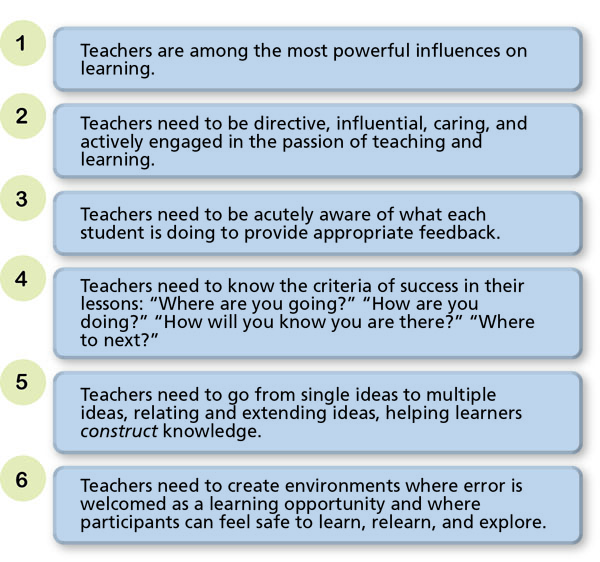 1
Teachers are among the most powerful influences on
learning.
2
Teachers need to be directive, influential, caring, and
actively engaged in the passion of teaching and
learning.
3
Teachers need to be acutely aware of what each
student is doing to provide appropriate feedback.
4
Teachers need to know the criteria of success in their
lessons: “Where are you going?” “How are you
doing?” “How will you know you are there?” “Where
to next?”
5
Teachers need to go from single ideas to multiple
ideas, relating and extending ideas, helping learners
construct knowledge.
6
Teachers need to create environments where error is
welcomed as a learning opportunity and where
participants can feel safe to learn, relearn, and explore.